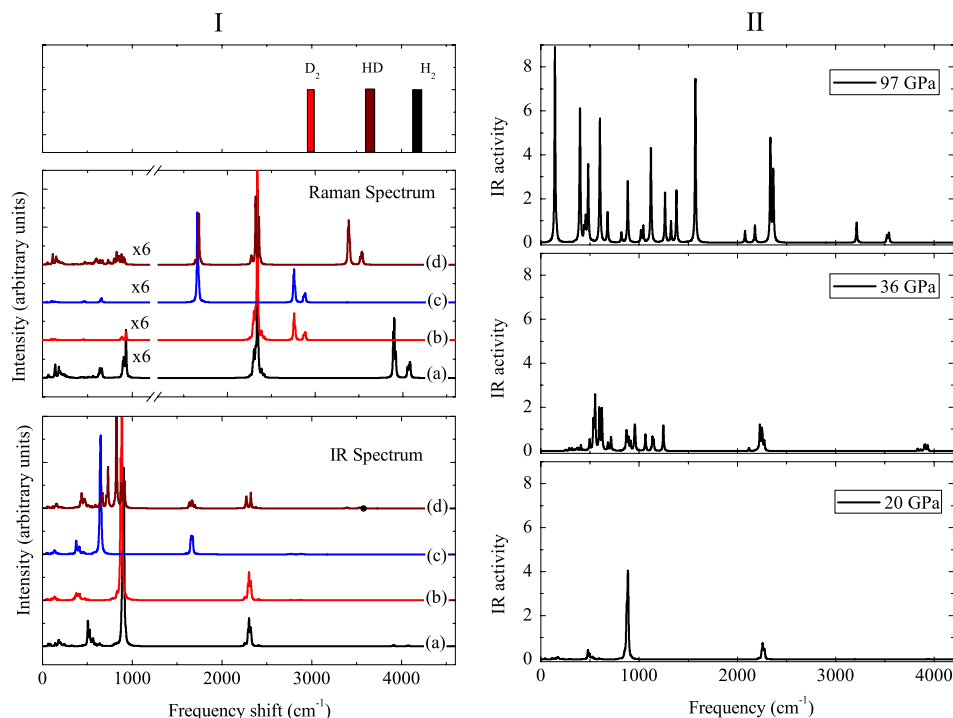 I
II
D2 HD H2
Raman Spectrum
x6
(d)
x6
(c)
x6
(b)
x6
(a)
Intensity (arbitrary units)
IR Spectrum
(d)
(c)
(b)
(a)
Intensity (arbitrary units)
0 1000 2000 3000 4000
Frequency shift (cm-1)
97 GPa
IR activity
8
6
4
2
0
36 GPa
IR activity
8
6
4
2
0
20 GPa
IR activity
8
6
4
2
0
0 1000 2000 3000 4000
Frequency (cm-1)